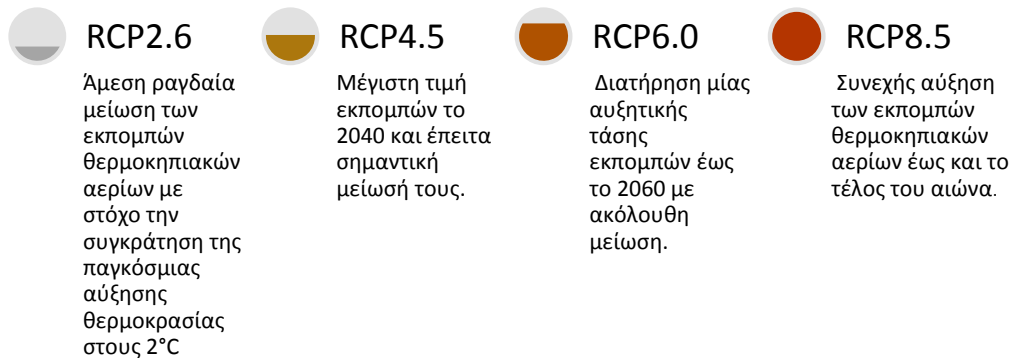 RCP2.6
Άμεση ραγδαία
μείωση των
εκπομπών
θερμοκηπιακών
αερίων με
στόχο την
συγκράτηση της
παγκόσμιας
αύξησης
θερμοκρασίας
στους 2°C
RCP4.5
Μέγιστη τιμή
εκπομπών το
2040 και έπειτα
σημαντική
μείωσή τους.
RCP6.0
Διατήρηση μίας
αυξητικής
τάσης
εκπομπών έως
το 2060 με
ακόλουθη
μείωση.
RCP8.5
Συνεχής αύξηση
των εκπομπών
θερμοκηπιακών
αερίων έως και το
τέλος του αιώνα.